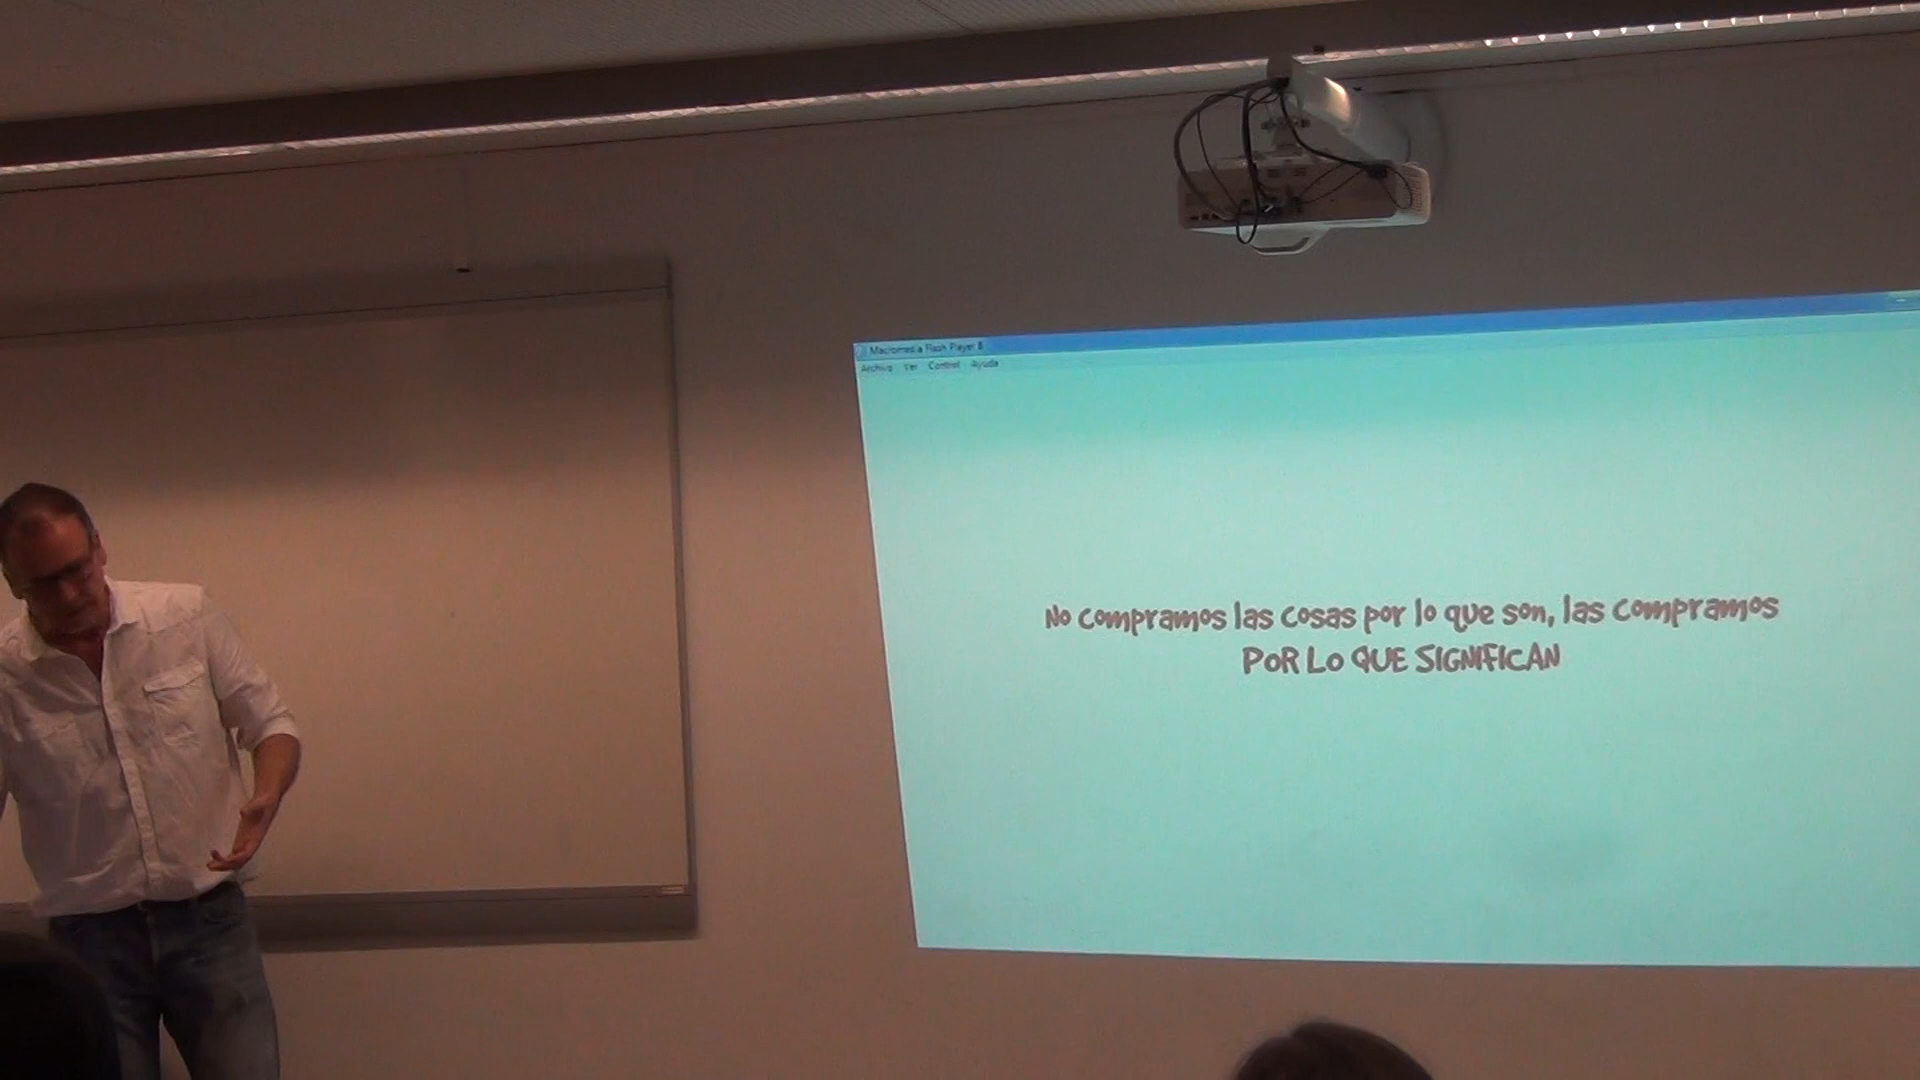 Macromedia Flash Player 8
Archivo Ver Control Ayuda
No compramos las cosas por lo que son, las compramos
POR LO QUE SIGNIFICAN